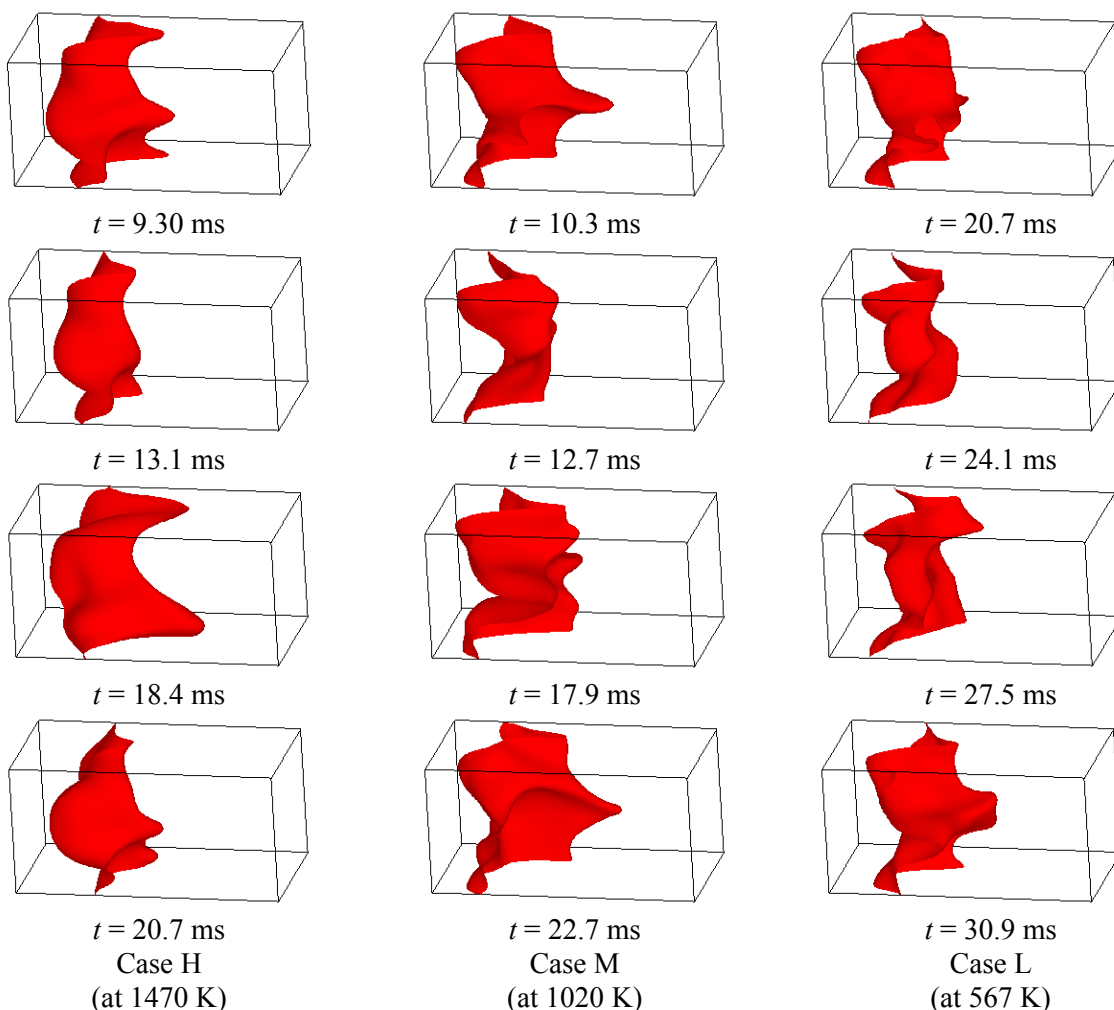 t = 9.30 ms
t = 10.3 ms
t = 20.7 ms
t = 13.1 ms
t = 12.7 ms
t = 24.1 ms
t = 18.4 ms
t = 17.9 ms
t = 27.5 ms
t = 20.7 ms
t = 22.7 ms
t = 30.9 ms
Case H
Case M
Case L
(at 1470 K)
(at 1020 K)
(at 567 K)